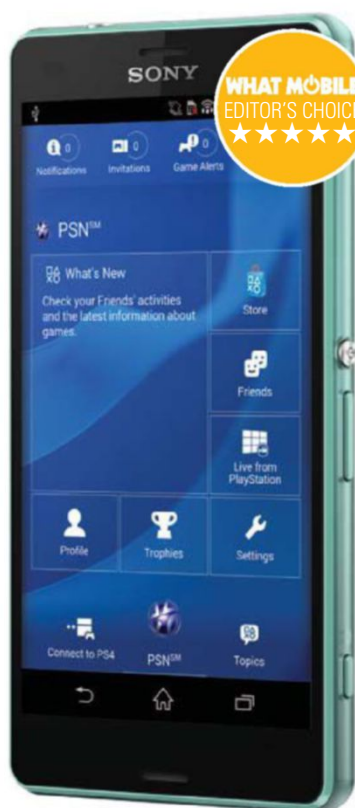 SONY
WHAT MOBILE
EDITOR'S CHOICE
0
0
0
Notifications
Invitations
Game Alerts
PSN℠
What's New
Check your Friends' activities
and the latest information about
games.
Store
Friends
Live from
PlayStation
Profile
Trophies
Settings
Connect to PS4
PSN℠
Topics